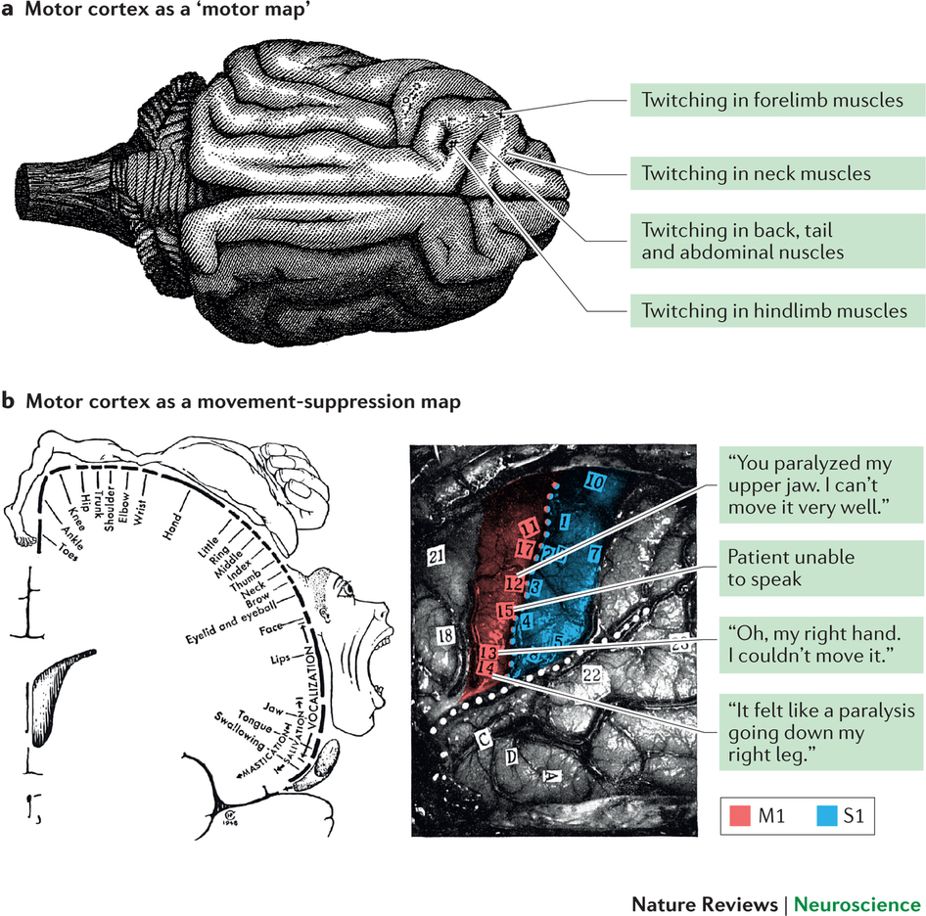 a Motor cortex as a ‘motor map’
Twitching in forelimb muscles
Twitching in neck muscles
Twitching in back, tail
and abdominal nuscles
Twitching in hindlimb muscles
b Motor cortex as a movement-suppression map
Toes
Ankle
Knee
Hip
Trunk
Shoulder
Elbow
Wrist
Hand
Little
Ring
Middle
Index
Thumb
Neck
Brow
Eyelid and eyeball
Face
Lips
VOCALIZATION
Jaw
Tongue
Swallowing
MASTICATION
SALIVATION
10
11
1
17
7
21
12
3
15
4
18
13
5
14
22
C
D
A
“You paralyzed my
upper jaw. I can’t
move it very well.”
Patient unable
to speak
“Oh, my right hand.
I couldn’t move it.”
“It felt like a paralysis
going down my
right leg.”
M1
S1
Nature Reviews | Neuroscience